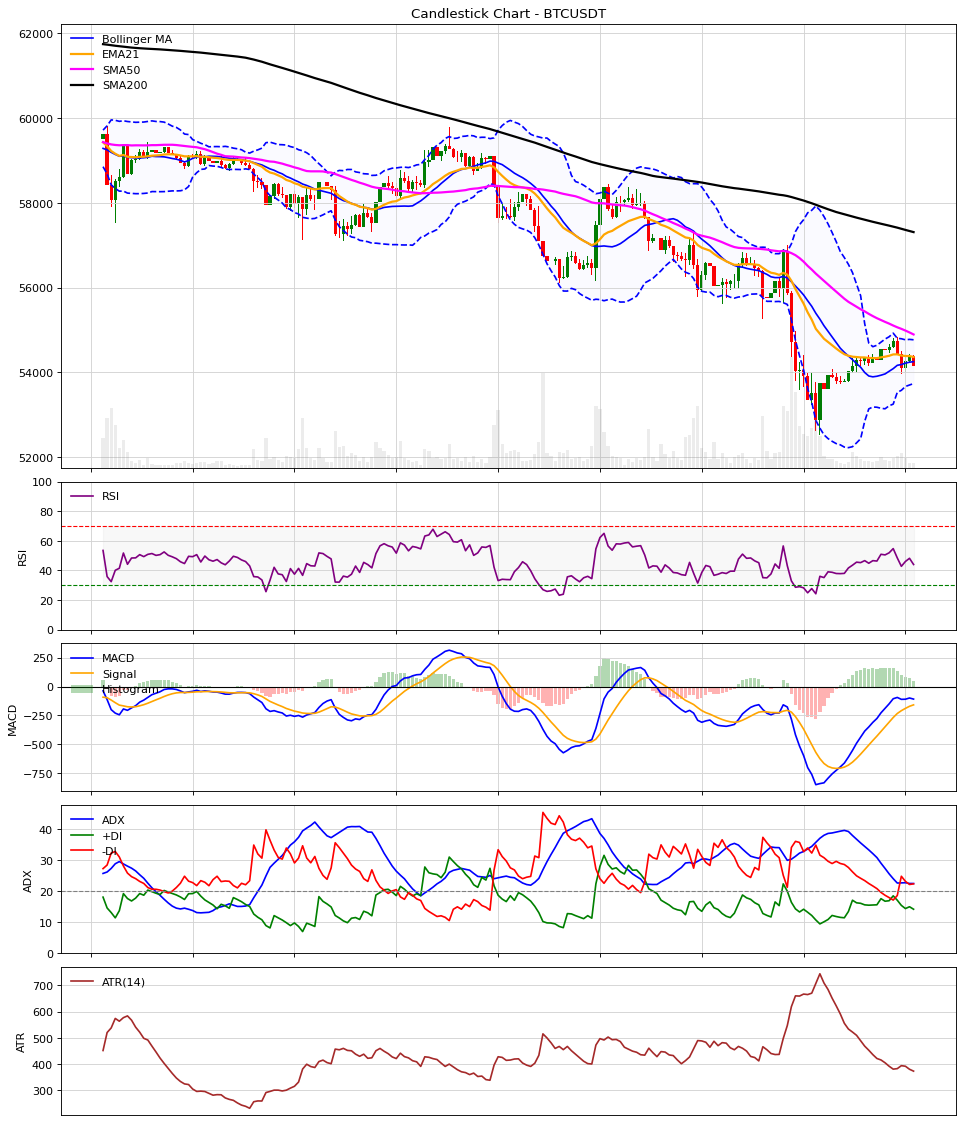 Candlestick Chart - BTCUSDT
62000
60000
58000
56000
54000
52000
Bollinger MA
EMA21
SMA50
SMA200
100
80
60
40
20
0
RSI
RSI
250
0
−250
−500
−750
MACD
MACD
Signal
Histogram
40
30
20
10
0
ADX
ADX
+DI
-DI
700
600
500
400
300
ATR
ATR(14)